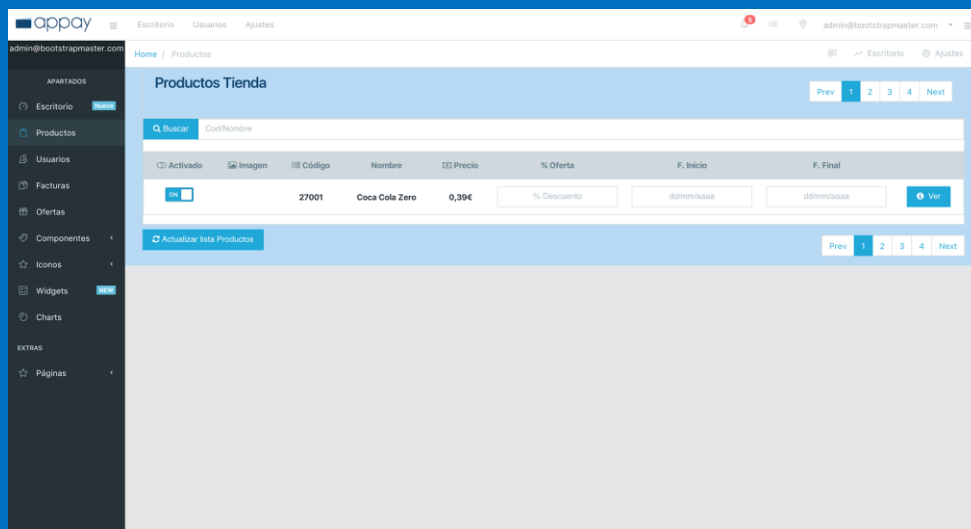 appay Escritorio Usuarios Ajustes admin@bootstrapmaster.com
admin@bootstrapmaster.com
Home / Productos Escritorio Ajustes
APARTADOS
Escritorio Nuevo
Productos
Usuarios
Facturas
Ofertas
Componentes
Iconos
Widgets NEW
Charts
EXTRAS
Páginas
Productos Tienda
Prev 1 2 3 4 Next
Buscar Cod/Nombre
Activado Imagen Código Nombre Precio % Oferta F. Inicio F. Final
ON 27001 Coca Cola Zero 0,39€ % Descuento dd/mm/aaaa dd/mm/aaaa Ver
Actualizar lista Productos
Prev 1 2 3 4 Next